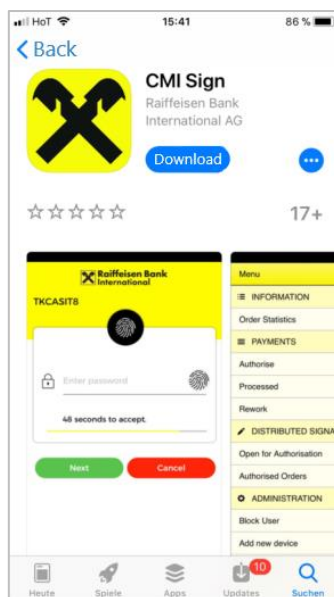 HoT 15:41 86 %
Back
CMI Sign
Raiffeisen Bank
International AG
Download
17+
Raiffeisen Bank
International
TKCASIT8
Enter password
48 seconds to accept.
Next Cancel
Menu
INFORMATION
Order Statistics
PAYMENTS
Authorise
Processed
Rework
DISTRIBUTED SIGNA
Open for Authorisation
Authorised Orders
ADMINISTRATION
Block User
Add new device
10
Heute Spiele Apps Updates Suchen